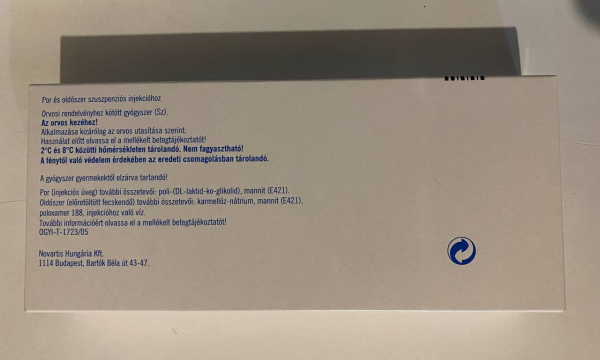 Por és oldószer szuszpenziós injekcióhoz
Orvosi rendelvényhez kötött gyógyszer (Sz).
Az orvos kezéhez!
Alkalmazása kizárólag az orvos utasítása szerint.
Használat előtt olvassa el a mellékelt betegtájékoztatót!
2°C és 8°C közötti hőmérsékleten tárolandó. Nem fagyasztható!
A fénytől való védelem érdekében az eredeti csomagolásban tárolandó.
A gyógyszer gyermekektől elzárva tartandó!
Por (injekciós üveg) további összetevői: poli-(DL-laktid-ko-glikolid), mannit (E421).
Oldószer (előretöltött fecskendő) további összetevői: karmellóz-nátrium, mannit (E421),
poloxamer 188, injekcióhoz való víz.
További információért olvassa el a mellékelt betegtájékoztatót!
OGYI-T-1723/05
Novartis Hungária Kft.
1114 Budapest, Bartók Béla út 43-47.